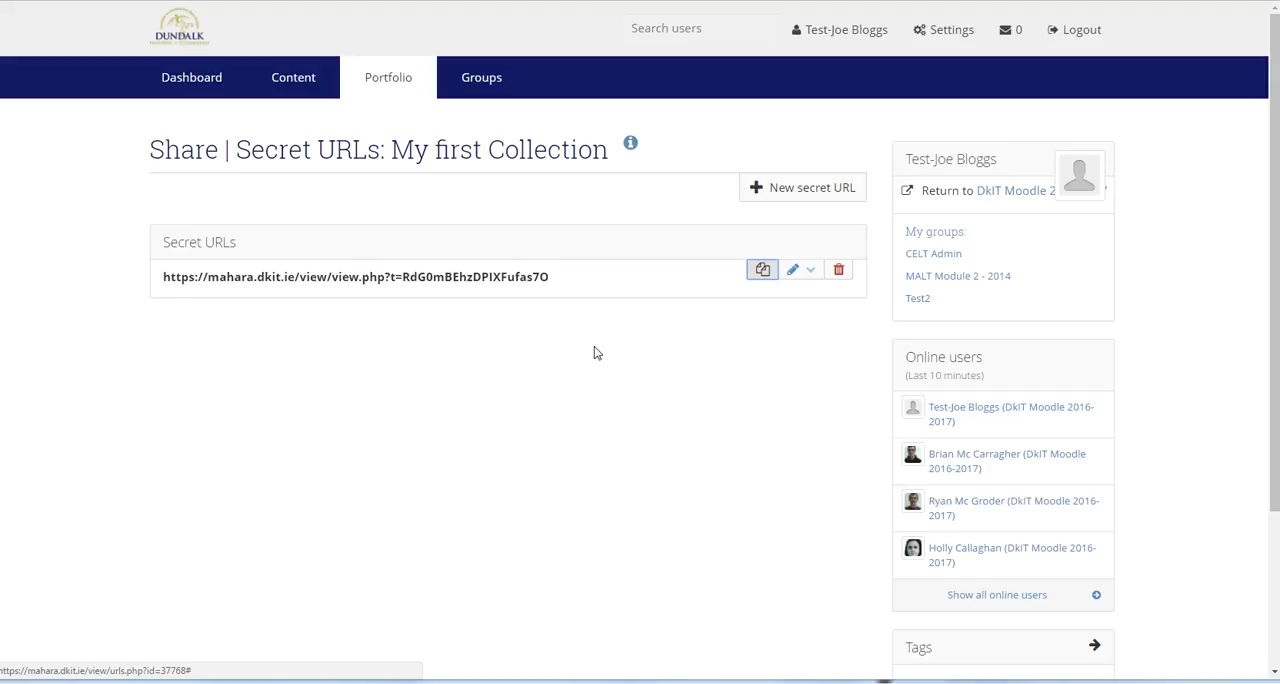 DUNDALK
Search users
Test-Joe Bloggs
Settings
0
Logout
Dashboard
Content
Portfolio
Groups
Share | Secret URLs: My first Collection
New secret URL
Secret URLs
https://mahara.dkit.ie/view/view.php?t=RdG0mBEhzDPIXFufas7O
Test-Joe Bloggs
Return to DkIT Moodle 2
My groups:
CELT Admin
MALT Module 2 - 2014
Test2
Online users
(Last 10 minutes)
Test-Joe Bloggs (DkIT Moodle 2016-
2017)
Brian Mc Carragher (DkIT Moodle
2016-2017)
Ryan Mc Groder (DkIT Moodle 2016-
2017)
Holly Callaghan (DkIT Moodle 2016-
2017)
Show all online users
Tags
https://mahara.dkit.ie/view/urls.php?id=37768#